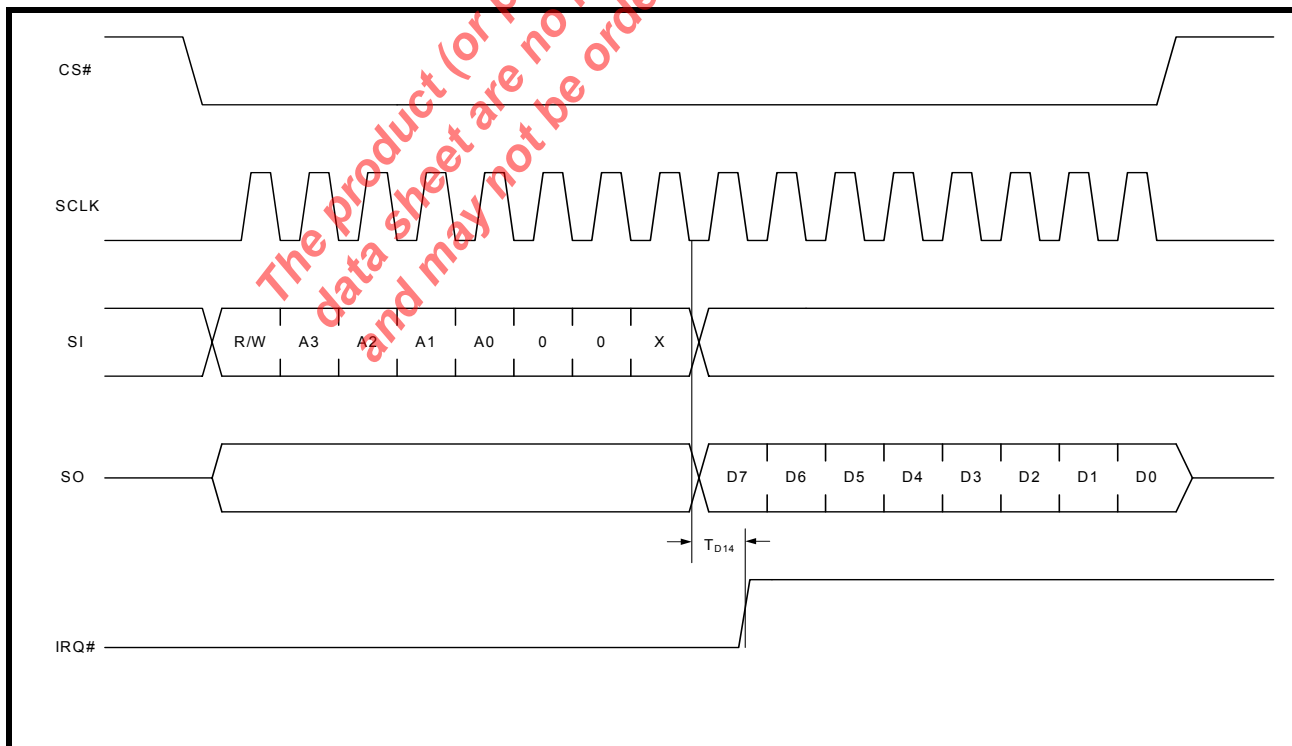 The product (or p
data sheet are no
and may not be orde
CS#
SCLK
SI
R/W A3 A2 A1 A0 0 0 X
SO
D7 D6 D5 D4 D3 D2 D1 D0
TD14
IRQ#